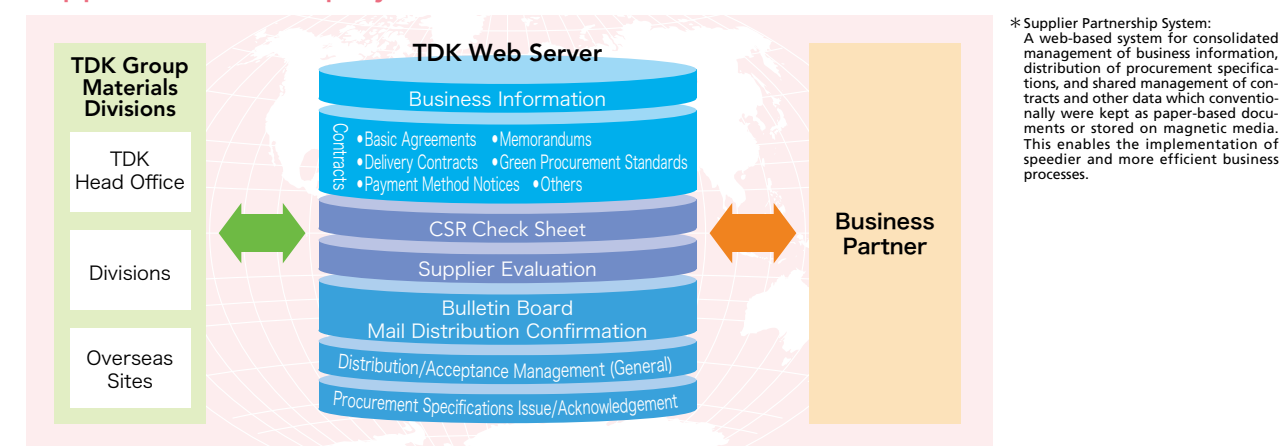 TDK Group
Materials
Divisions
TDK
Head Office
Divisions
Overseas
Sites
TDK Web Server
Business Information
Contracts
•Basic Agreements •Memorandums
•Delivery Contracts •Green Procurement Standards
•Payment Method Notices •Others
CSR Check Sheet
Supplier Evaluation
Bulletin Board
Mail Distribution Confirmation
Distribution/Acceptance Management (General)
Procurement Specifications Issue/Acknowledgement
Business
Partner
＊Supplier Partnership System:
A web-based system for consolidated
management of business information,
distribution of procurement specifica-
tions, and shared management of con-
tracts and other data which conventio-
nally were kept as paper-based docu-
ments or stored on magnetic media.
This enables the implementation of
speedier and more efficient business
processes.